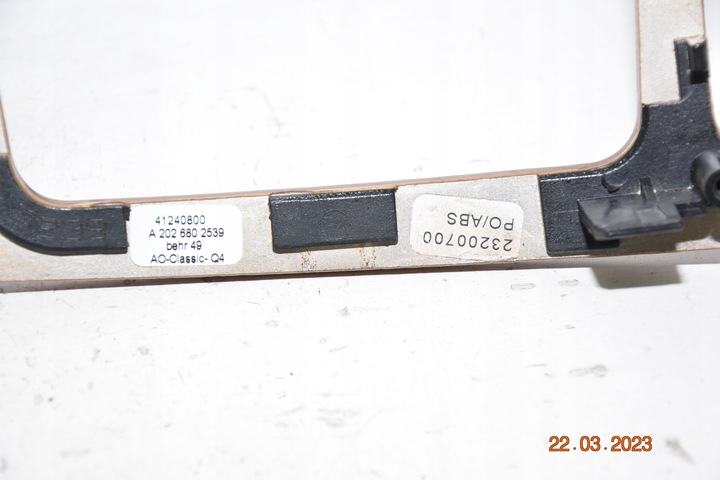 41240800
A 202 680 2539
behr 49
AO-Classic- Q4
23200700
PO/ABS
22.03.2023